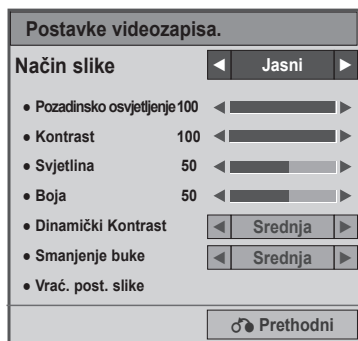 Postavke videozapisa.
Način slike ◄ Jasni ►
● Pozadinsko osvjetljenje 100 ◄ ►
● Kontrast 100 ◄ ►
● Svjetlina 50 ◄ ►
● Boja 50 ◄ ►
● Dinamički Kontrast ◄ Srednja ►
● Smanjenje buke ◄ Srednja ►
● Vrać. post. slike
Prethodni